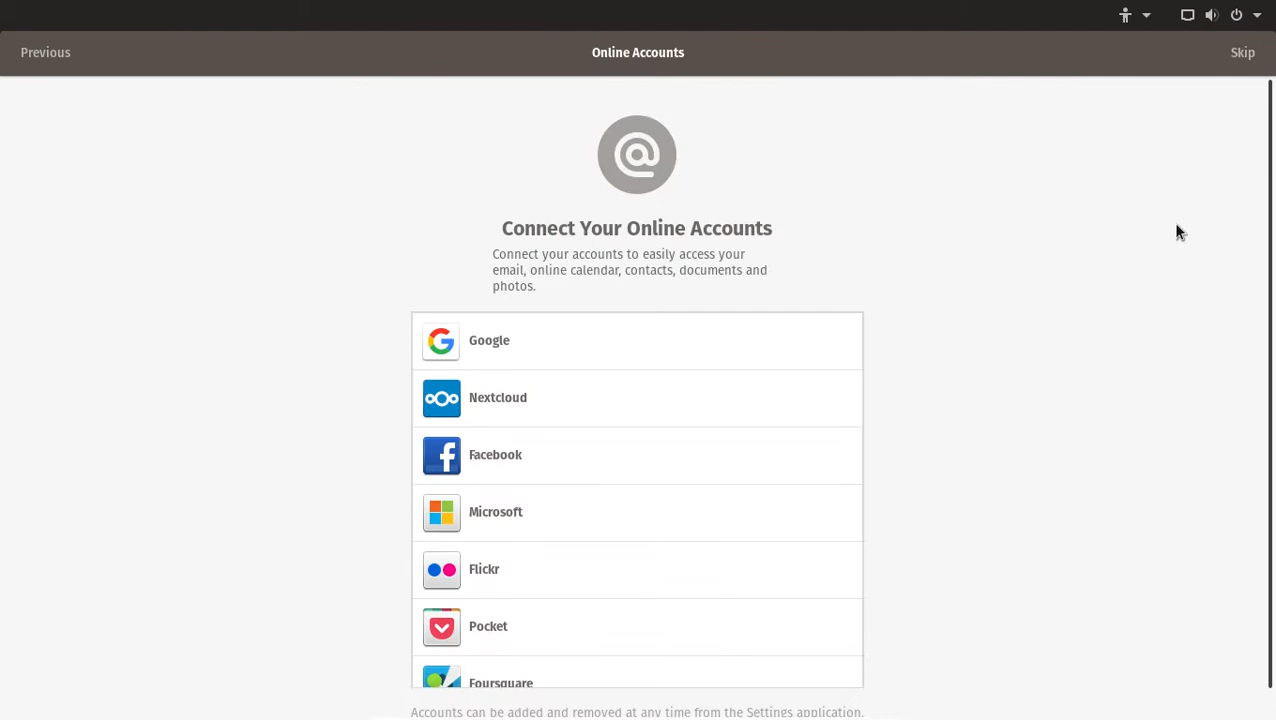 Previous
Online Accounts
Skip
Connect Your Online Accounts
Connect your accounts to easily access your
email, online calendar, contacts, documents and
photos.
Google
Nextcloud
Facebook
Microsoft
Flickr
Pocket
Foursquare
Accounts can be added and removed at any time from the Settings application.